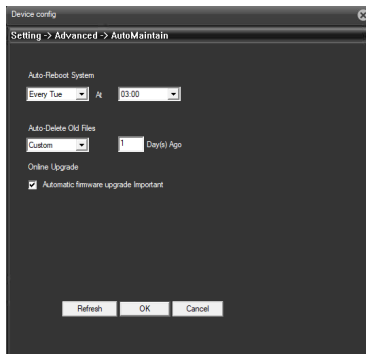 Device config
Setting -> Advanced -> AutoMaintain
Auto-Reboot System
Every Tue At 03:00
Auto-Delete Old Files
Custom 1 Day(s) Ago
Online Upgrade
Automatic firmware upgrade Important
Refresh OK Cancel